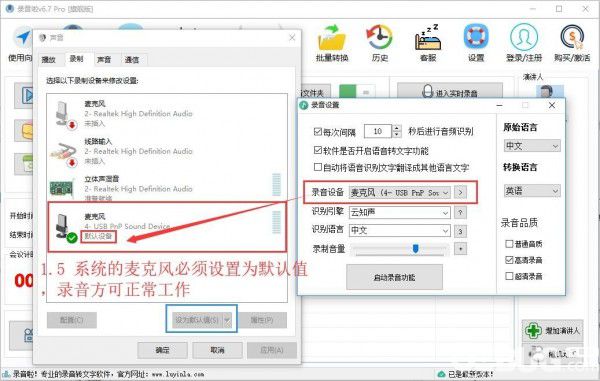 录音啦v6.7 Pro [旗舰版]
使用向
批量转换
历史
客服
设置
登录/注册
购买/激活
声音
播放 录制 声音 通信
选择以下录制设备来修改设置:
麦克风
2- Realtek High Definition Audio
未插入
线路输入
2- Realtek High Definition Audio
未插入
立体声混音
2- Realtek High Definition Audio
准备就绪
麦克风
4- USB PnP Sound Device
默认设备
1.5 系统的麦克风必须设置为默认值
，录音方可正常工作
配置(C)
设为默认值(S)
属性(P)
确定
取消
应用(A)
开始时间
结束时间
会议计时
00
文件夹
进入实时录音
演讲人
录音设置
每次间隔 10 秒后进行音频识别
软件是否开启语音转文字功能
自动将语音识别文字翻译成其他语言文字
录音设备 麦克风 (4- USB PnP Sou >
识别引擎 云知声 ?
识别语言 中文 3
录制音量 +
启动录音功能
原始语言
中文
转换语言
英语
录音品质
普通品质
高清录音
超清录音
增加演讲人
录音啦! 专业的录音转文字软件，官方网址: www.luyinla.com
已是最新版本!